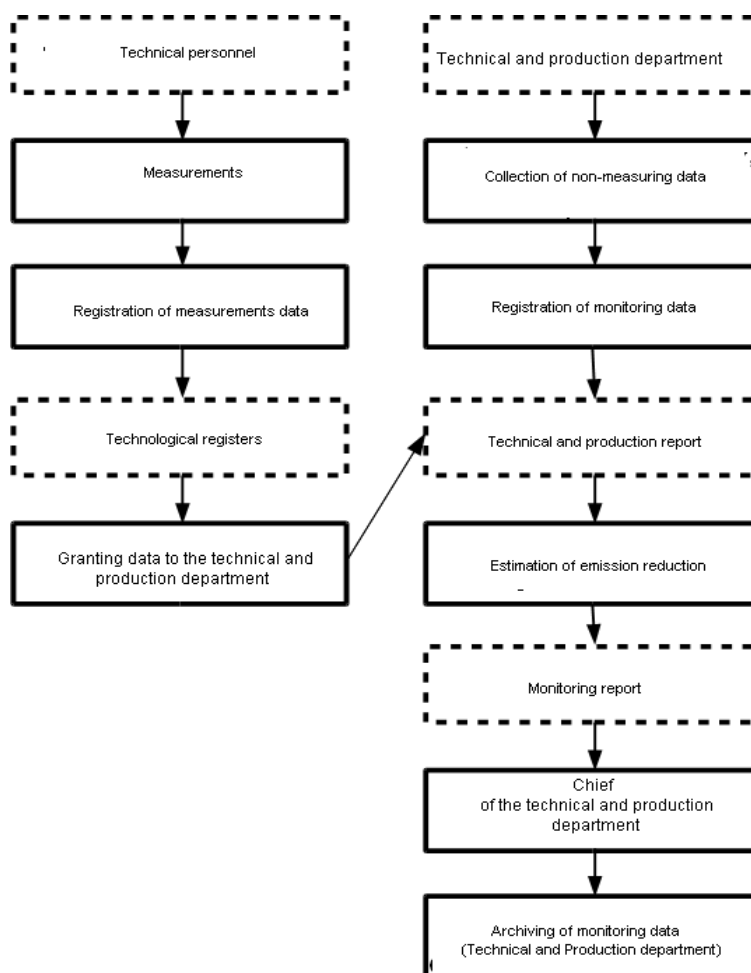 Technical personnel
Measurements
Registration of measurements data
Technological registers
Granting data to the technical and
production department
Technical and production department
Collection of non-measuring data
Registration of monitoring data
Technical and production report
Estimation of emission reduction
Monitoring report
Chief
of the technical and production
department
Archiving of monitoring data
(Technical and Production department)